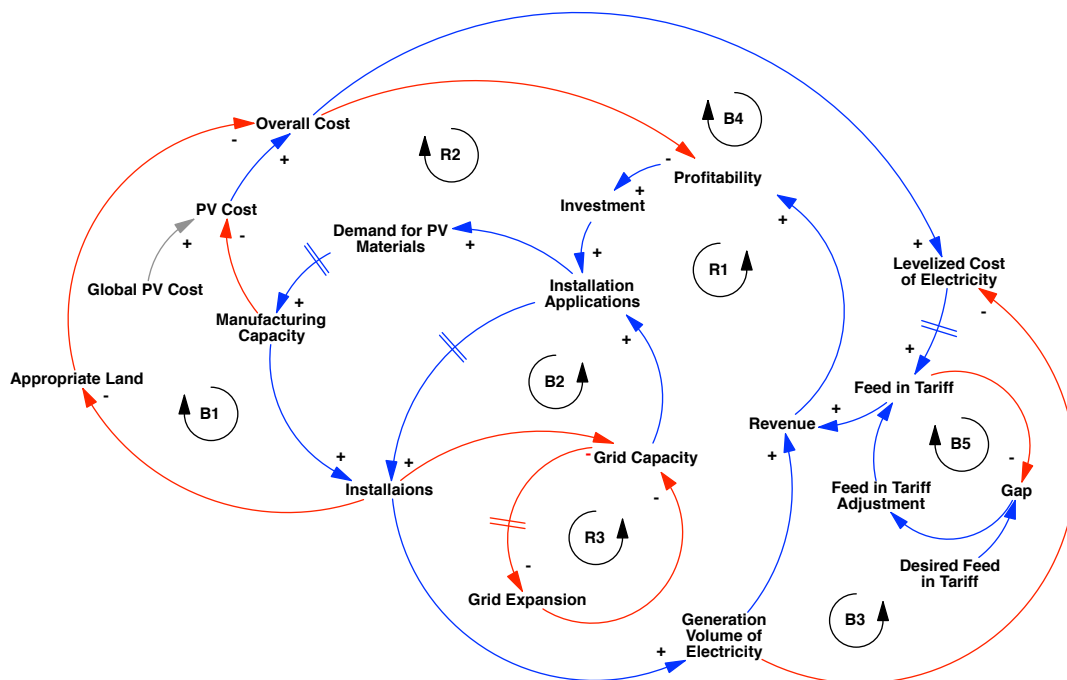 Overall Cost
-
+
R2
B4
-
Profitability
PV Cost
+
-
Global PV Cost
Demand for PV
Materials
+
Investment
+
+
Installation
Applications
+
R1
+
+
Levelized Cost
of Electricity
-
+
Manufacturing
Capacity
Appropriate Land
-
B1
B2
+
+
Feed in Tariff
+
Revenue
+
B5
-
Gap
+
+
Installaions
-
Grid Capacity
-
Feed in Tariff
Adjustment
R3
-
Grid Expansion
Desired Feed
in Tariff
B3
Generation
Volume of
Electricity
+